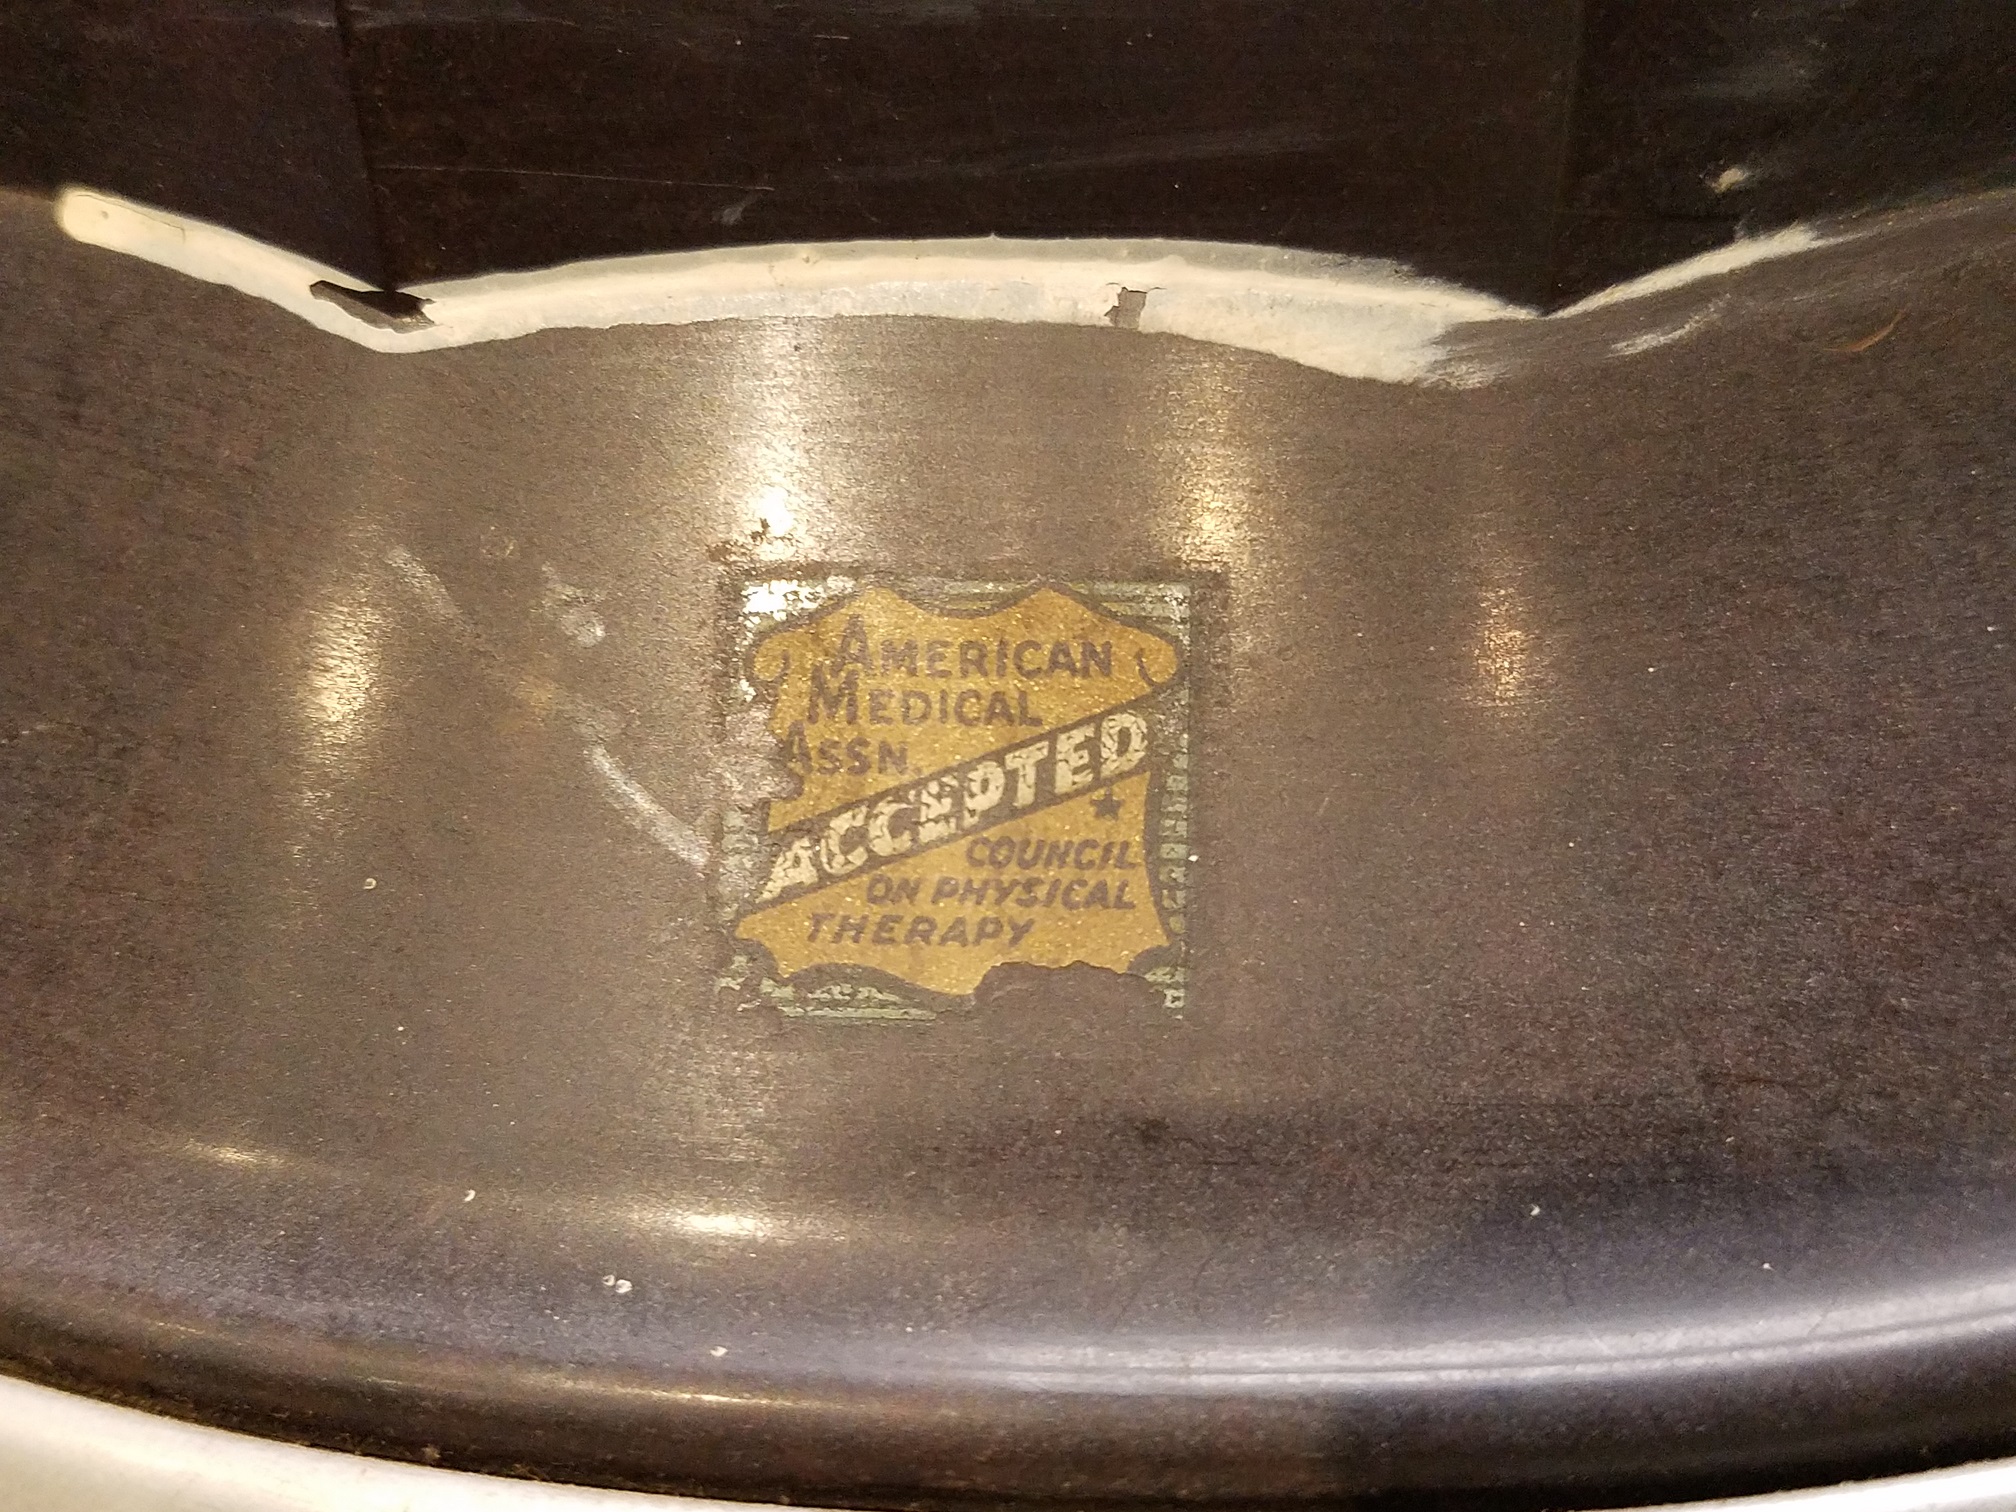 AMERICAN
MEDICAL
ASSN.
ACCEPTED
COUNCIL
ON PHYSICAL
THERAPY